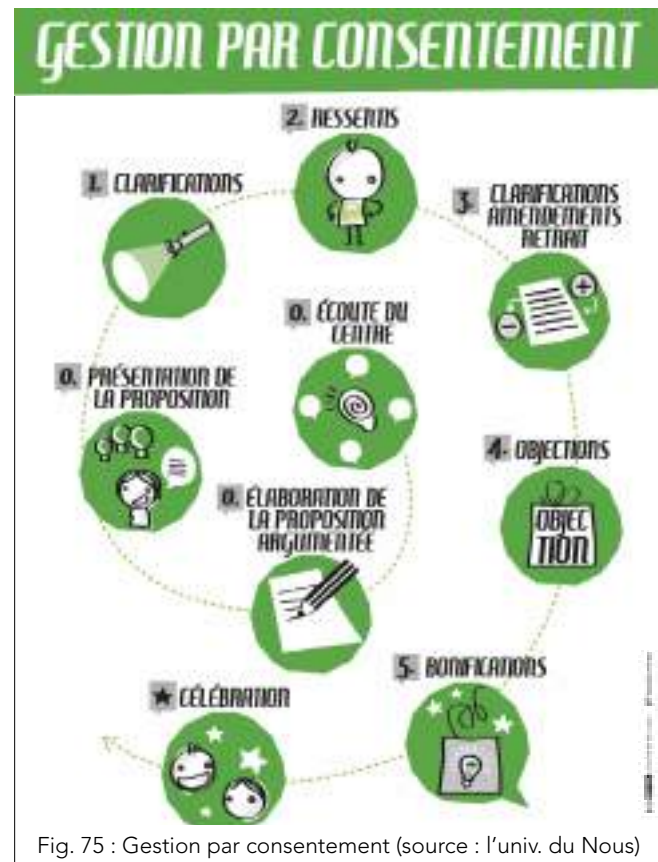 GESTION PAR CONSENTEMENT
2. RESSENTIS
1. CLARIFICATIONS
3. CLARIFICATIONS
AMENDEMENTS
RETRAIT
0. ÉCOUTE DU
CENTRE
0. PRÉSENTATION DE
LA PROPOSITION
4. OBJECTIONS
OBJEC
TION
0. ÉLABORATION DE
LA PROPOSITION
ARGUMENTÉE
5. BONIFICATIONS
★ CÉLÉBRATION
Fig. 75 : Gestion par consentement (source : l'univ. du Nous)